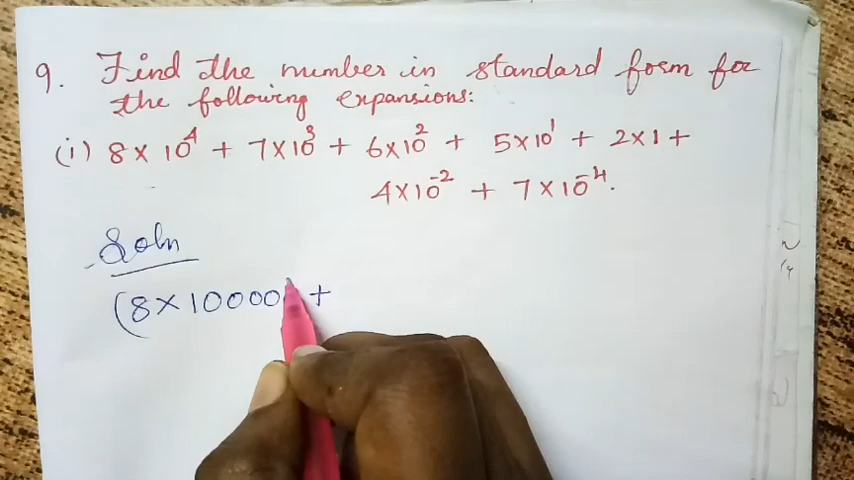 9. Find the number in standard form for
the following expansions:
(i) 8 × 10⁴ + 7×10³ + 6×10² + 5×10¹ + 2×1 +
4×10⁻² + 7×10⁻⁴.
Soln
(8×10000 +